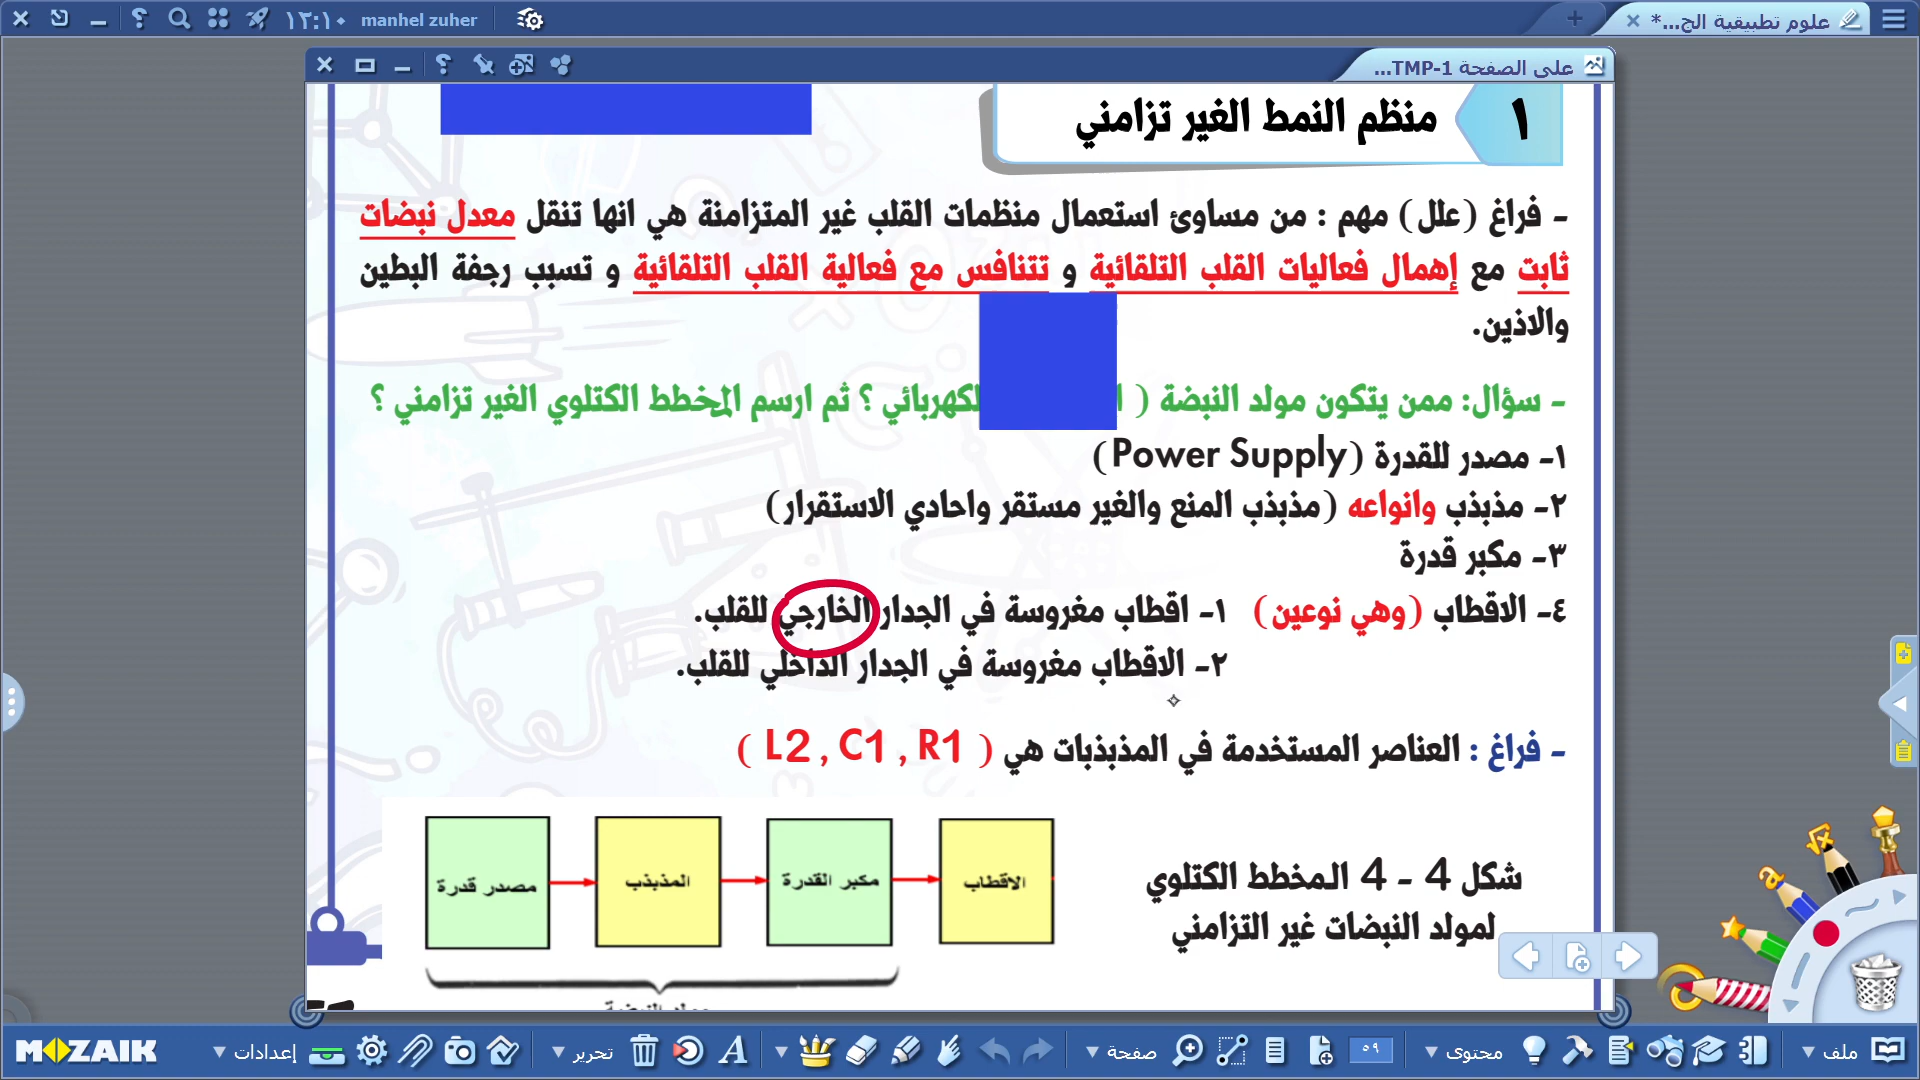 manhel zuher
١٣:١٠
علوم تطبيقية الج...*
على الصفحة TMP-1...
١
منظم النمط الغير تزامني
- فراغ (علل) مهم : من مساوئ استعمال منظمات القلب غير المتزامنة هي انها تنقل معدل نبضات
ثابت مع إهمال فعاليات القلب التلقائية و تتنافس مع فعالية القلب التلقائية و تسبب رجفة البطين
والاذين.
- سؤال: ممن يتكون مولد النبضة ( الكهربائي ؟ ثم ارسم المخطط الكتلوي الغير تزامني ؟
١- مصدر للقدرة (Power Supply)
٢- مذبذب وانواعه (مذبذب المنع والغير مستقر واحادي الاستقرار)
٣- مكبر قدرة
٤- الاقطاب (وهي نوعين) ١- اقطاب مغروسة في الجدار الخارجي للقلب.
٢- الاقطاب مغروسة في الجدار الداخلي للقلب.
- فراغ : العناصر المستخدمة في المذبذبات هي ( L2 , C1 , R1 )
مصدر قدرة
المذبذب
مكبر القدرة
الاقطاب
شكل 4 - 4 المخطط الكتلوي
لمولد النبضات غير التزامني
MOZAIK
إعدادات
تحرير
صفحة
٥٩
محتوى
ملف